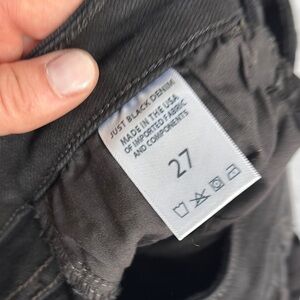 JUST BLACK DENIM
MADE IN THE USA
OF IMPORTED FABRIC
AND COMPONENTS
27